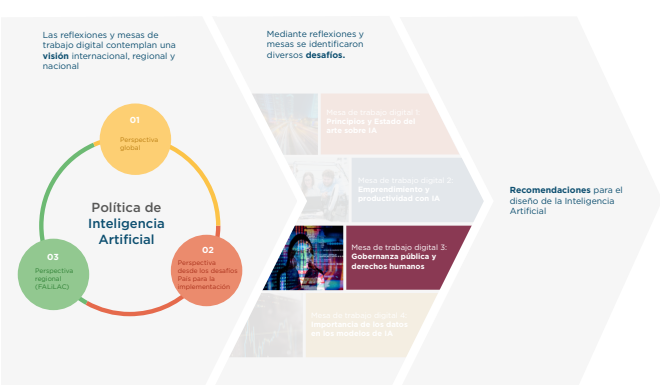 Las reflexiones y mesas de
trabajo digital contemplan una
visión internacional, regional y
nacional
01
Perspectiva
global
Política de
Inteligencia
Artificial
03
Perspectiva
regional
(FALILAC)
02
Perspectiva
desde los desafíos
País para la
implementación
Mediante reflexiones y
mesas se identificaron
diversos desafíos.
Mesa de trabajo digital 1:
Principios y Estado del
arte sobre IA
Mesa de trabajo digital 2:
Emprendimiento y
productividad con IA
Mesa de trabajo digital 3:
Gobernanza pública y
derechos humanos
Mesa de trabajo digital 4:
Importancia de los datos
en los modelos de IA
Recomendaciones para el
diseño de la Inteligencia
Artificial